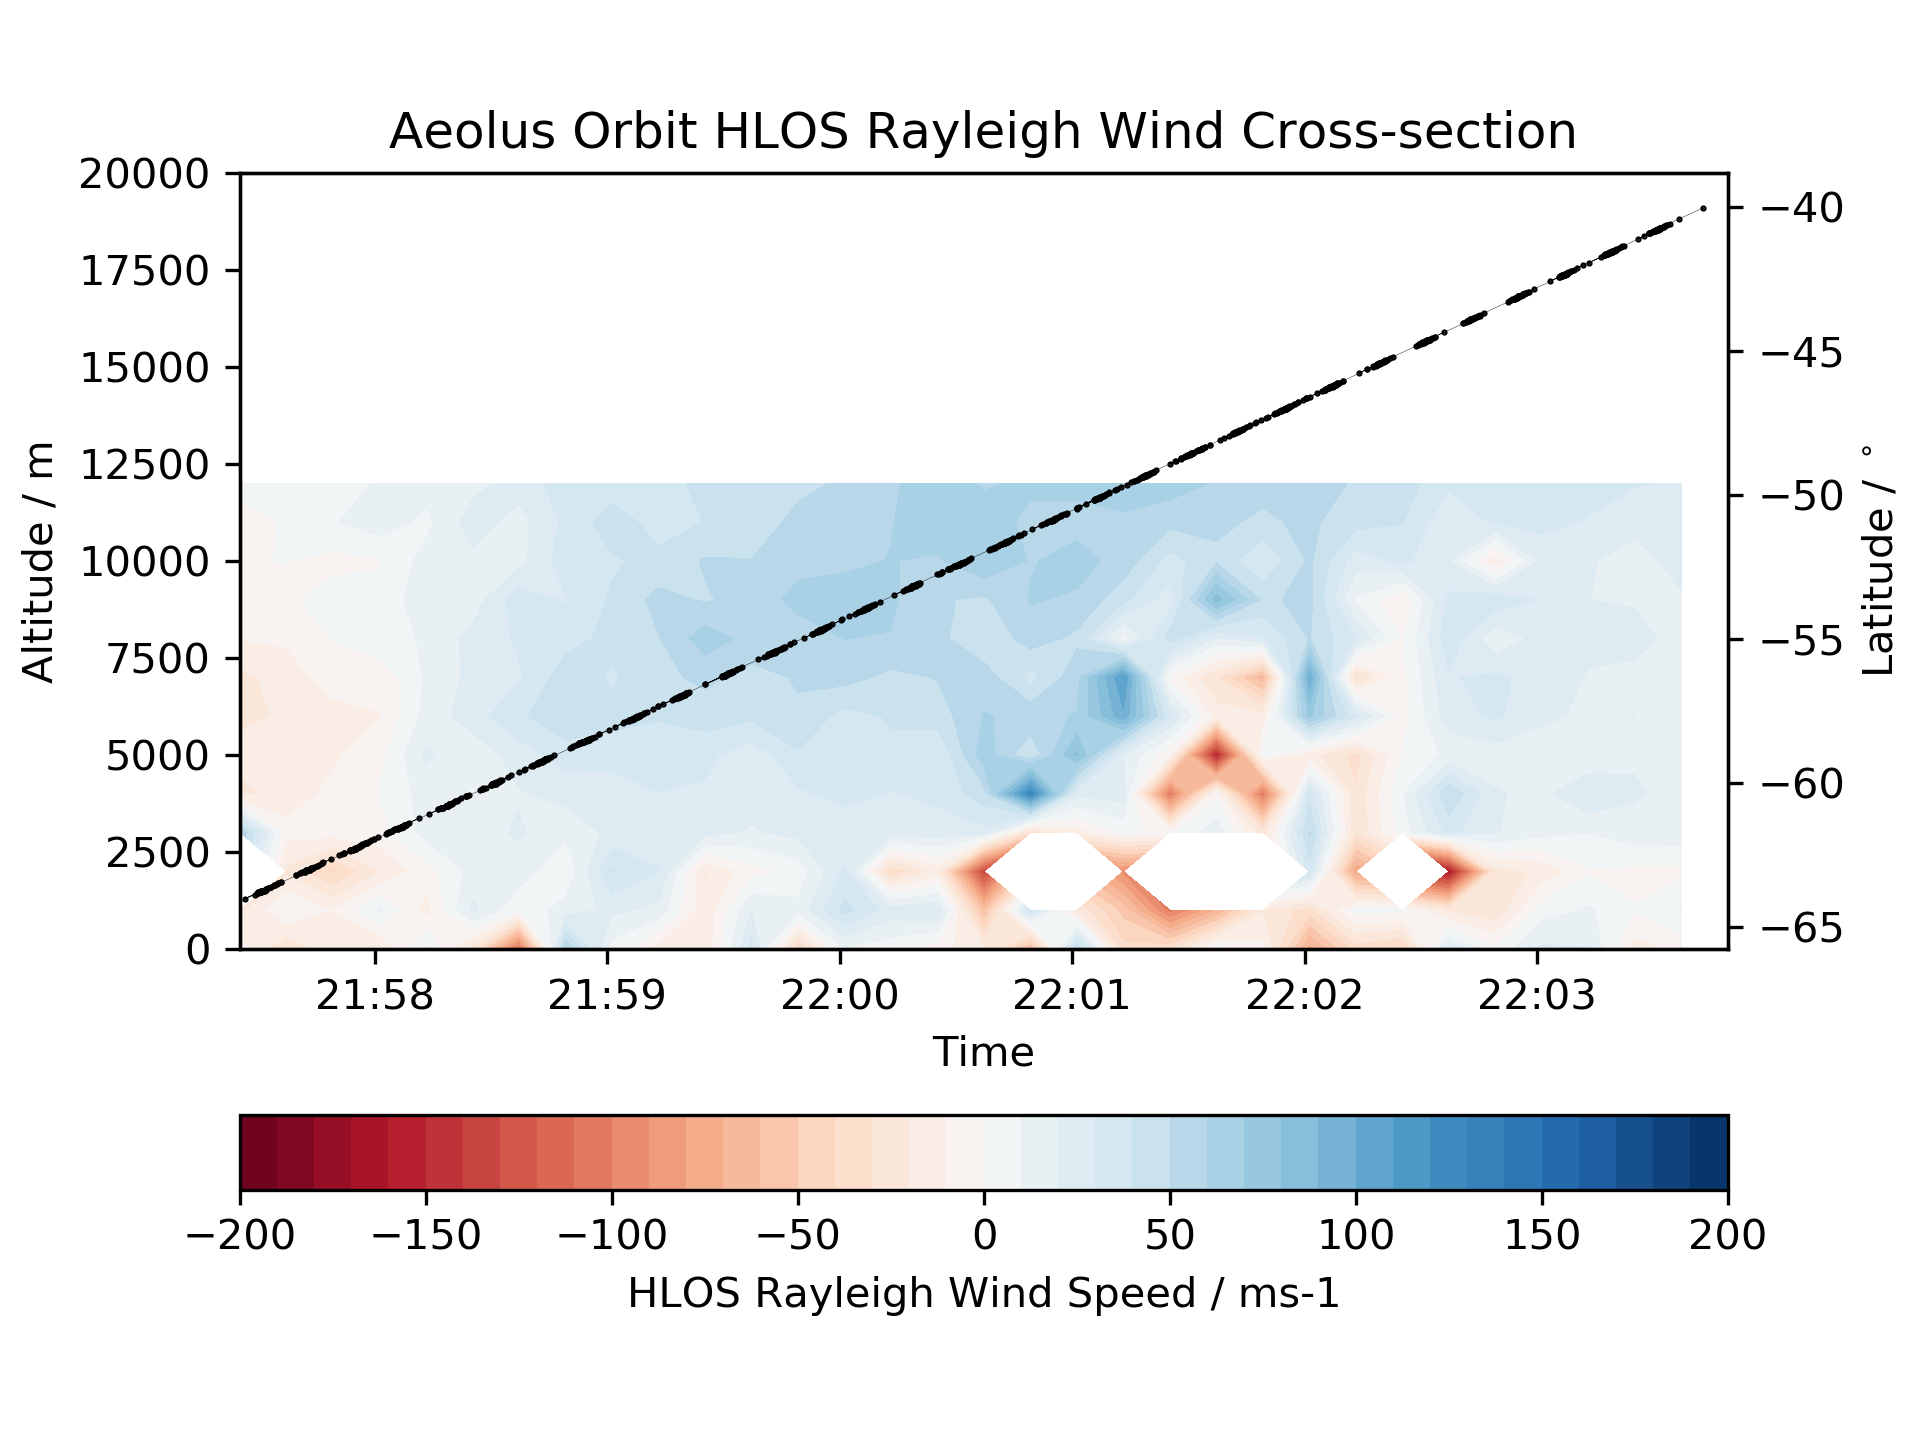 Aeolus Orbit HLOS Rayleigh Wind Cross-section
20000
17500
15000
12500
10000
7500
5000
2500
0
Altitude / m
−40
−45
−50
−55
−60
−65
Latitude / °
21:58 21:59 22:00 22:01 22:02 22:03
Time
−200 −150 −100 −50 0 50 100 150 200
HLOS Rayleigh Wind Speed / ms-1